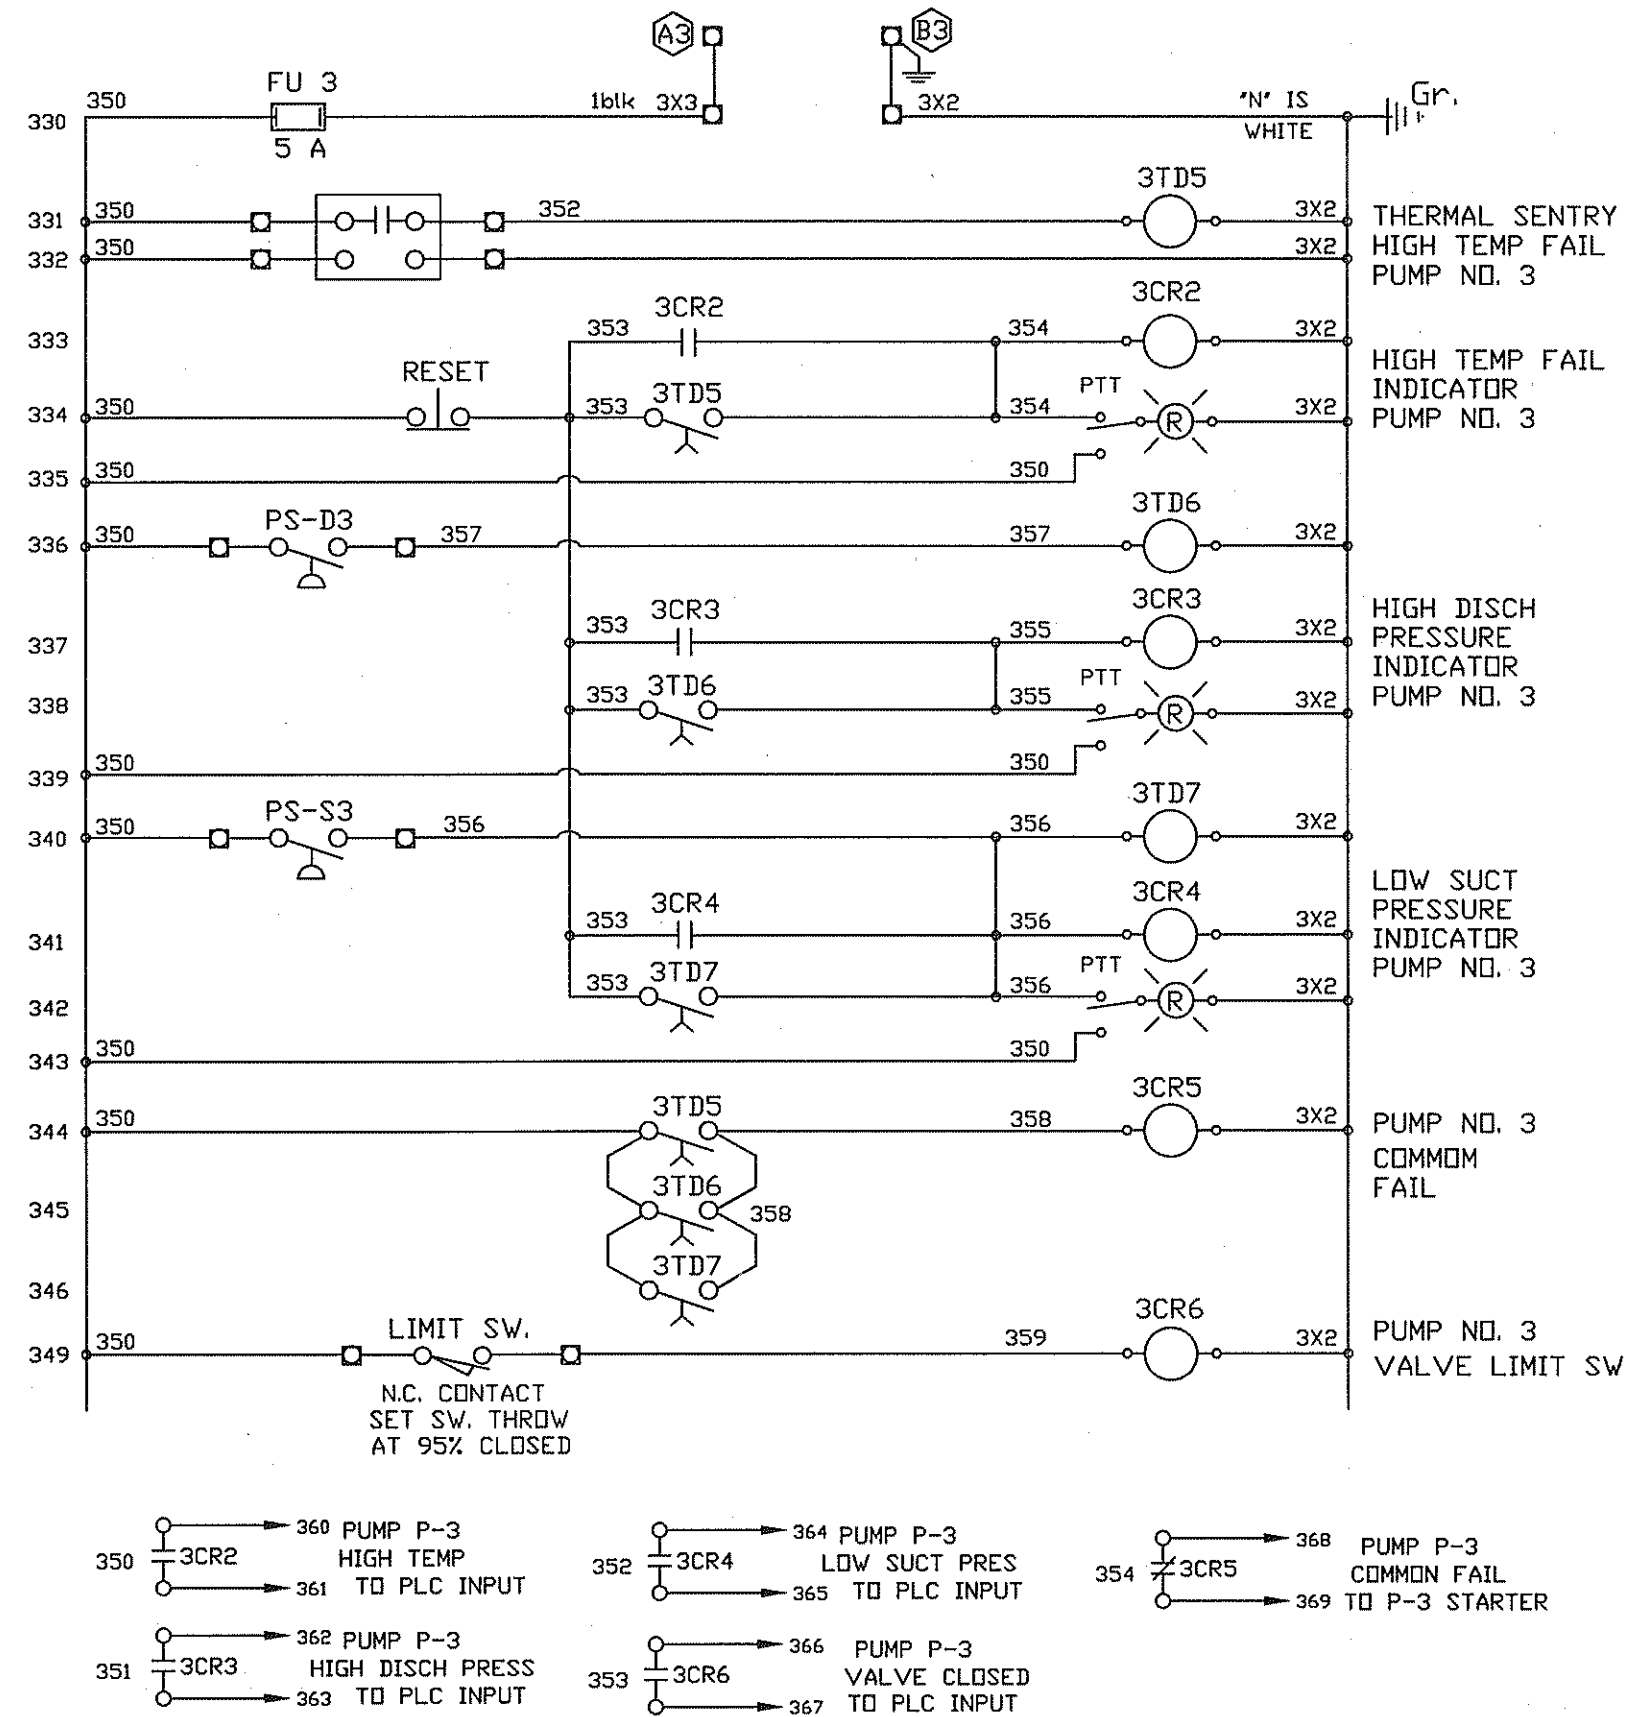 A3
B3
FU 3
350
1blk 3X3
3X2
"N" IS
WHITE
Gr.
330
5 A
3TD5
331
350
352
3X2
THERMAL SENTRY
332
350
3X2
HIGH TEMP FAIL
PUMP NO. 3
3CR2
3CR2
333
353
354
3X2
HIGH TEMP FAIL
INDICATOR
PUMP NO. 3
RESET
3TD5
PTT
334
350
353
354
R
3X2
335
350
350
PS-D3
3TD6
336
350
357
357
3X2
3CR3
3CR3
HIGH DISCH
PRESSURE
INDICATOR
PUMP NO. 3
337
353
355
3X2
3TD6
PTT
338
353
355
R
3X2
339
350
350
PS-S3
3TD7
340
350
356
356
3X2
3CR4
3CR4
LOW SUCT
PRESSURE
INDICATOR
PUMP NO. 3
341
353
356
3X2
3TD7
PTT
342
353
356
R
3X2
343
350
350
3TD5
3CR5
344
350
358
3X2
PUMP NO. 3
COMMOM
FAIL
3TD6
345
358
3TD7
346
LIMIT SW.
3CR6
349
350
359
3X2
PUMP NO. 3
VALVE LIMIT SW
N.C. CONTACT
SET SW. THROW
AT 95% CLOSED
360 PUMP P-3
350 3CR2 HIGH TEMP
361 TO PLC INPUT
364 PUMP P-3
352 3CR4 LOW SUCT PRES
365 TO PLC INPUT
368 PUMP P-3
354 3CR5 COMMON FAIL
369 TO P-3 STARTER
362 PUMP P-3
351 3CR3 HIGH DISCH PRESS
363 TO PLC INPUT
366 PUMP P-3
353 3CR6 VALVE CLOSED
367 TO PLC INPUT